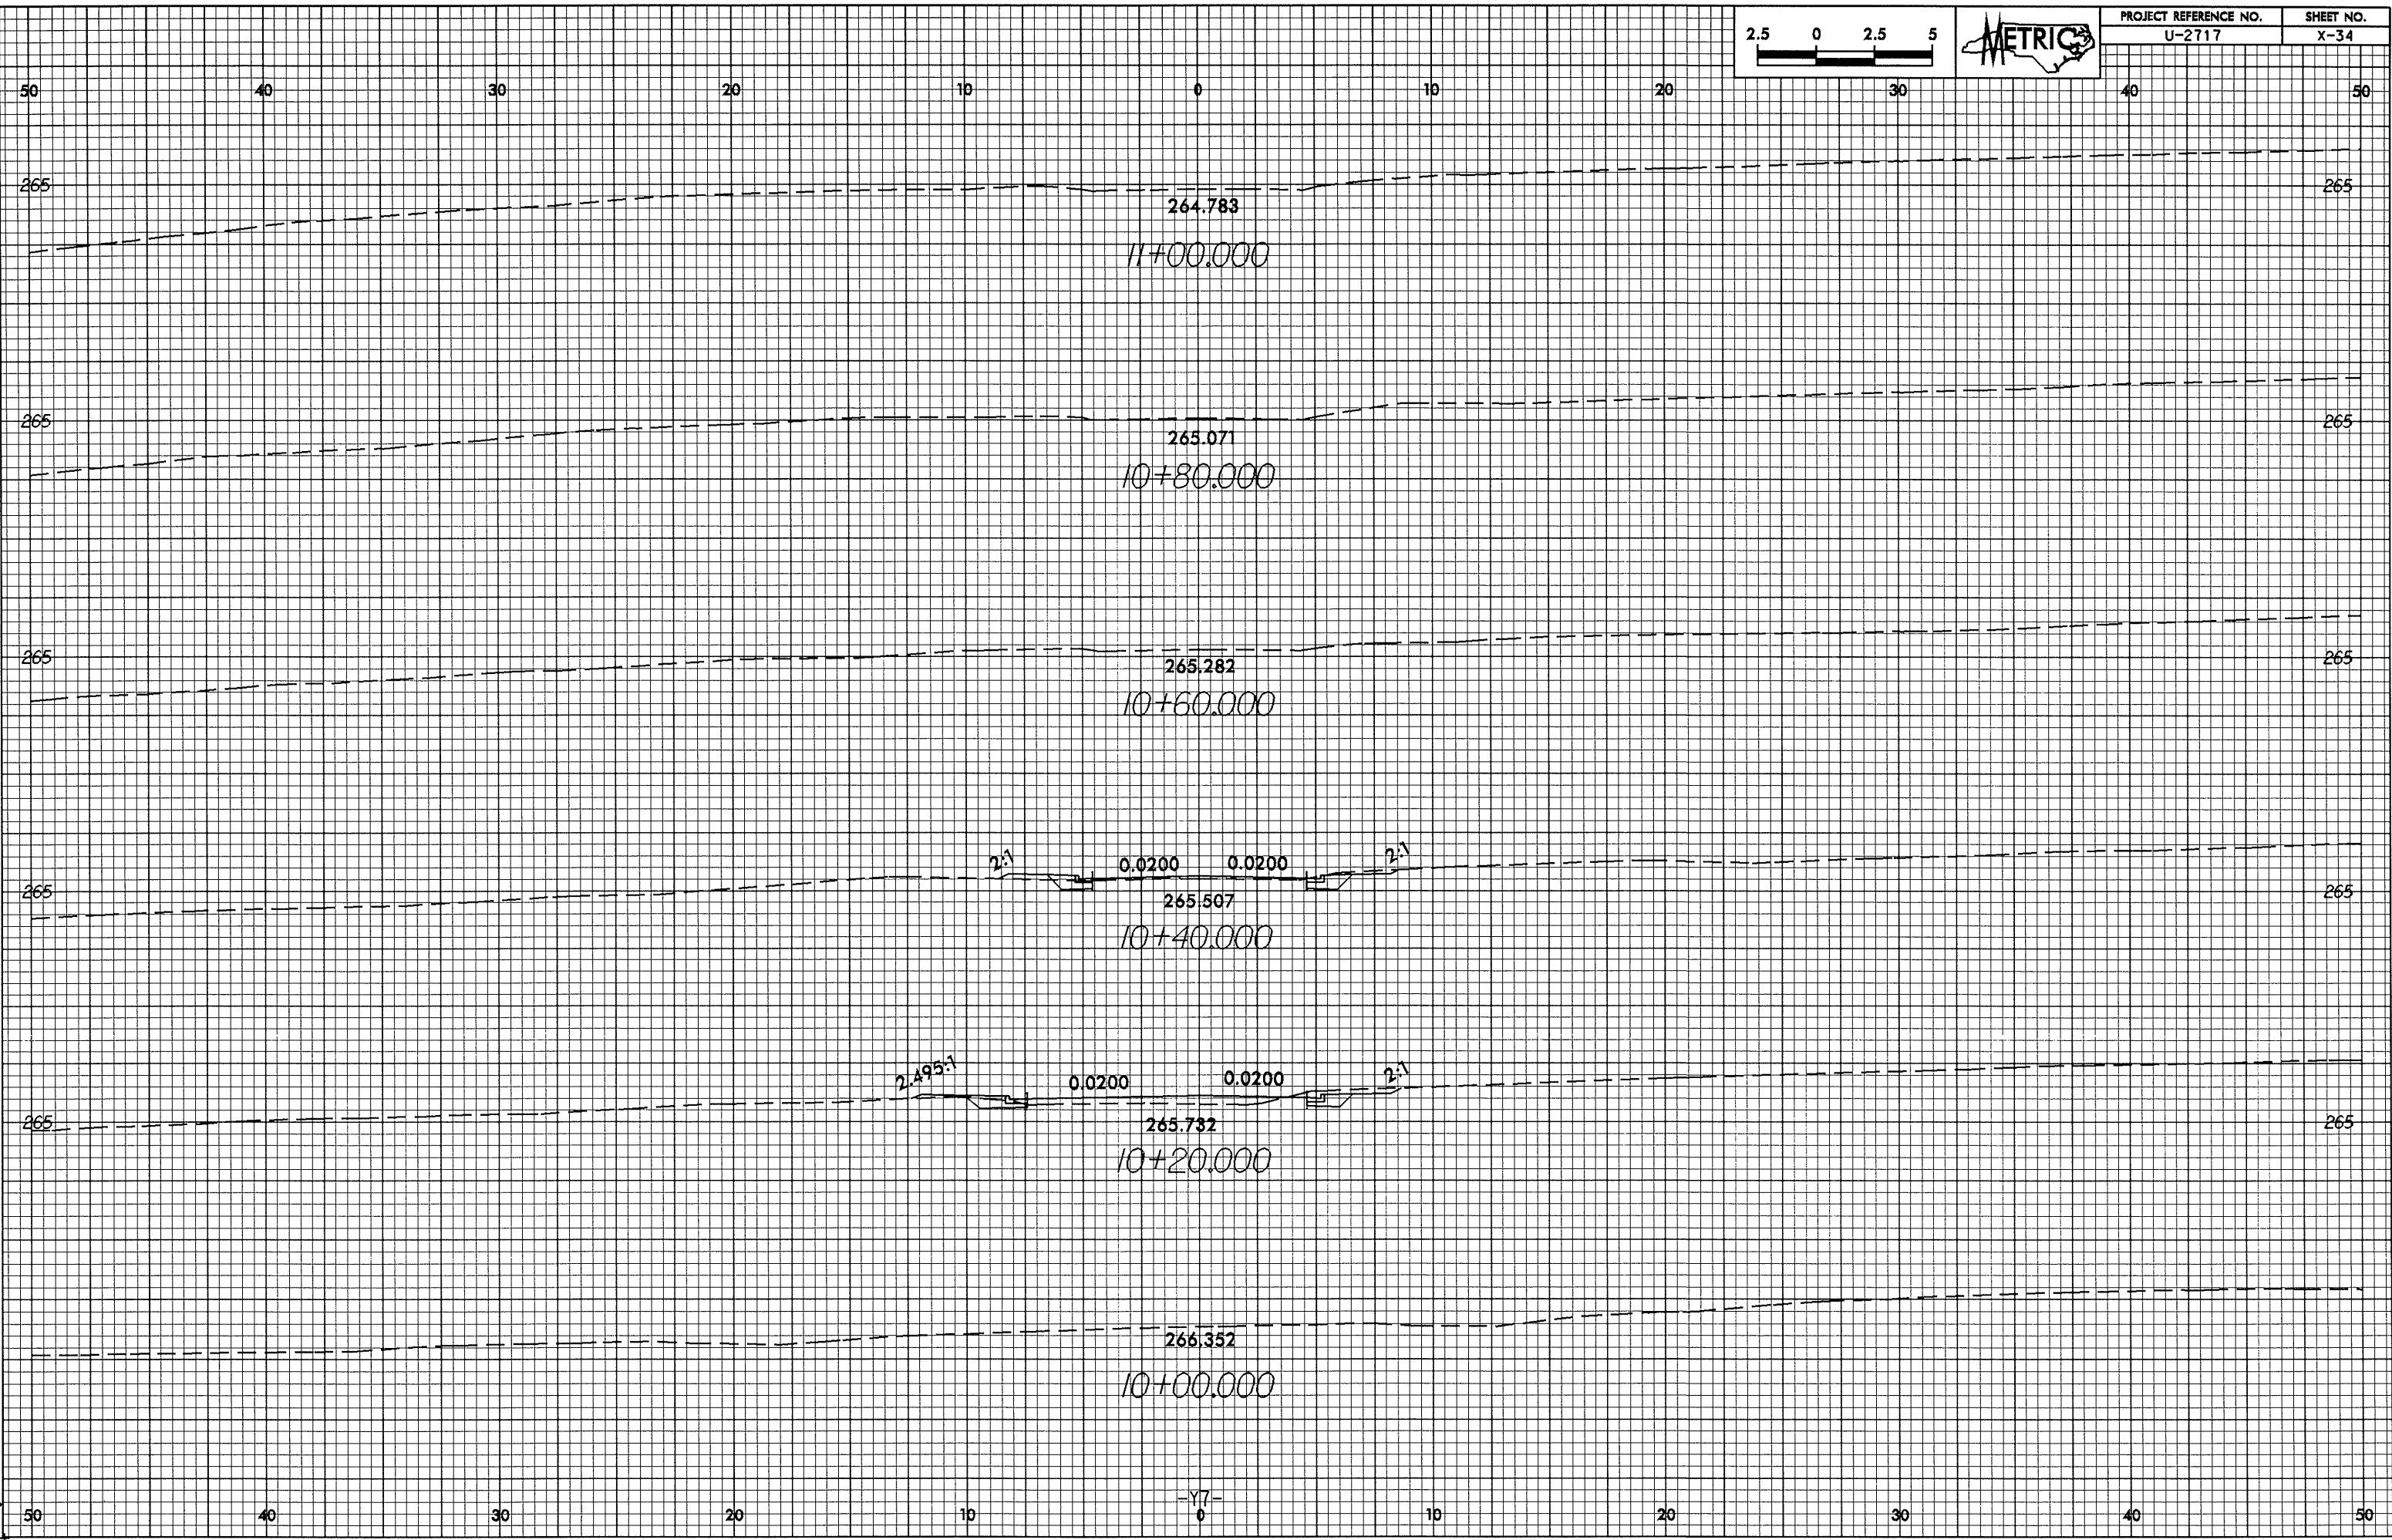 PROJECT REFERENCE NO. SHEET NO.
2.5 0 2.5 5 METRIC U-2717 X-34
50 40 30 20 10 0 10 20 30 40 50
265 265
264.783
11+00.000
265 265
265.071
10+80.000
265 265
265.282
10+60.000
2:1 0.0200 0.0200 2:1
265 265
265.507
10+40.000
2.495:1 0.0200 0.0200 2:1
265 265
265.732
10+20.000
266.352
10+00.000
-Y7-
50 40 30 20 10 0 10 20 30 40 50